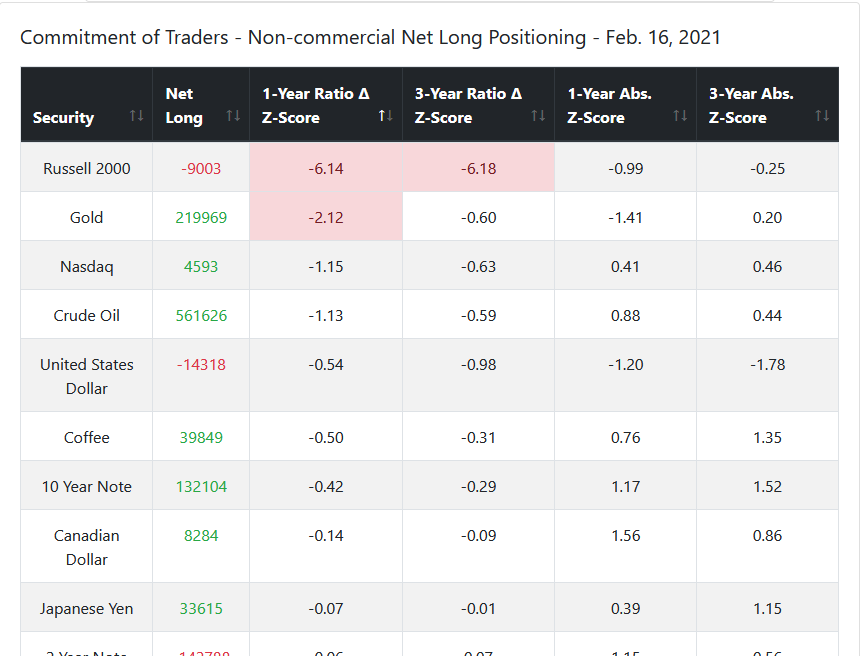 Commitment of Traders - Non-commercial Net Long Positioning - Feb. 16, 2021
Security Net Long 1-Year Ratio Δ Z-Score 3-Year Ratio Δ Z-Score 1-Year Abs. Z-Score 3-Year Abs. Z-Score
Russell 2000 -9003 -6.14 -6.18 -0.99 -0.25
Gold 219969 -2.12 -0.60 -1.41 0.20
Nasdaq 4593 -1.15 -0.63 0.41 0.46
Crude Oil 561626 -1.13 -0.59 0.88 0.44
United States Dollar -14318 -0.54 -0.98 -1.20 -1.78
Coffee 39849 -0.50 -0.31 0.76 1.35
10 Year Note 132104 -0.42 -0.29 1.17 1.52
Canadian Dollar 8284 -0.14 -0.09 1.56 0.86
Japanese Yen 33615 -0.07 -0.01 0.39 1.15